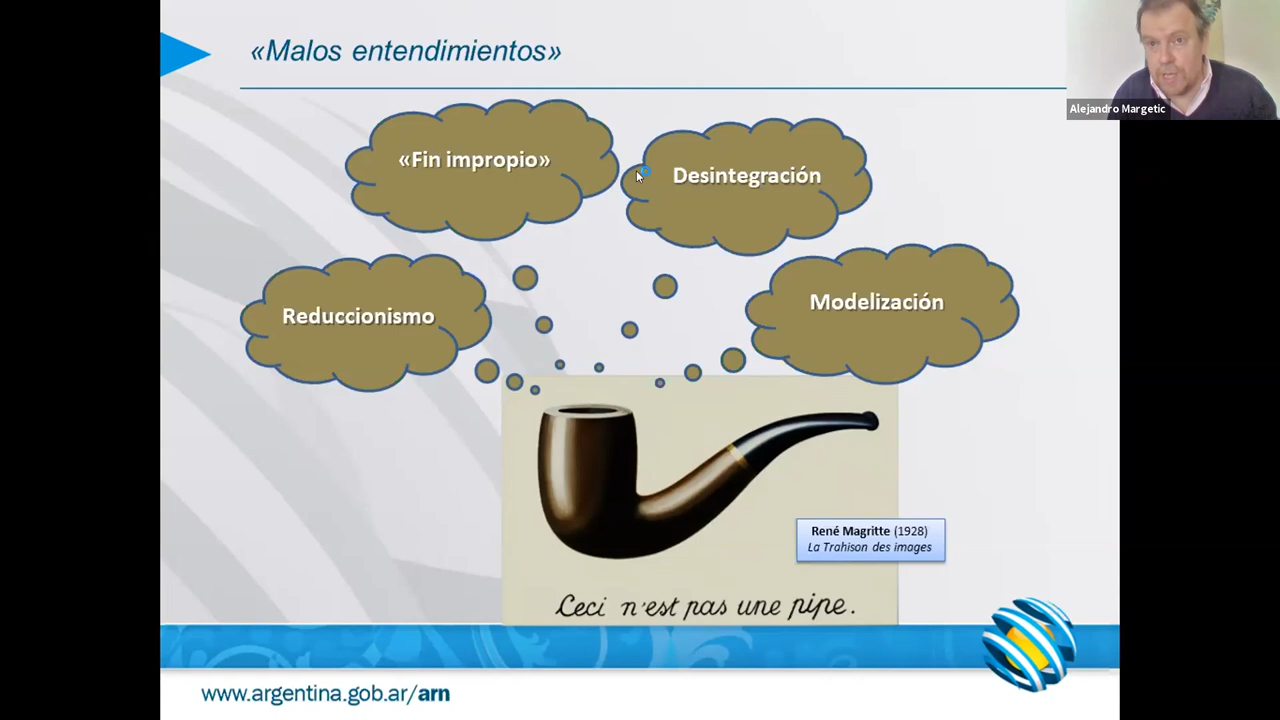 «Malos entendimientos»
Alejandro Margetic
«Fin impropio»
Desintegración
Reduccionismo
Modelización
René Magritte (1928)
La Trahison des images
Ceci n'est pas une pipe.
www.argentina.gob.ar/arn